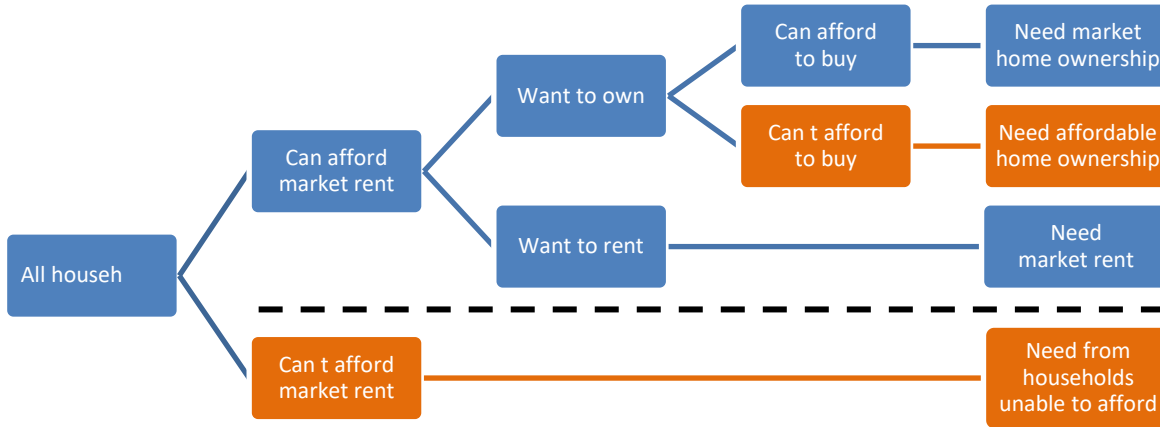 Can afford
to buy
Need market
home ownership
Want to own
Can t afford
to buy
Need affordable
home ownership
Can afford
market rent
Want to rent
Need
market rent
All househ
Can t afford
market rent
Need from
households
unable to afford